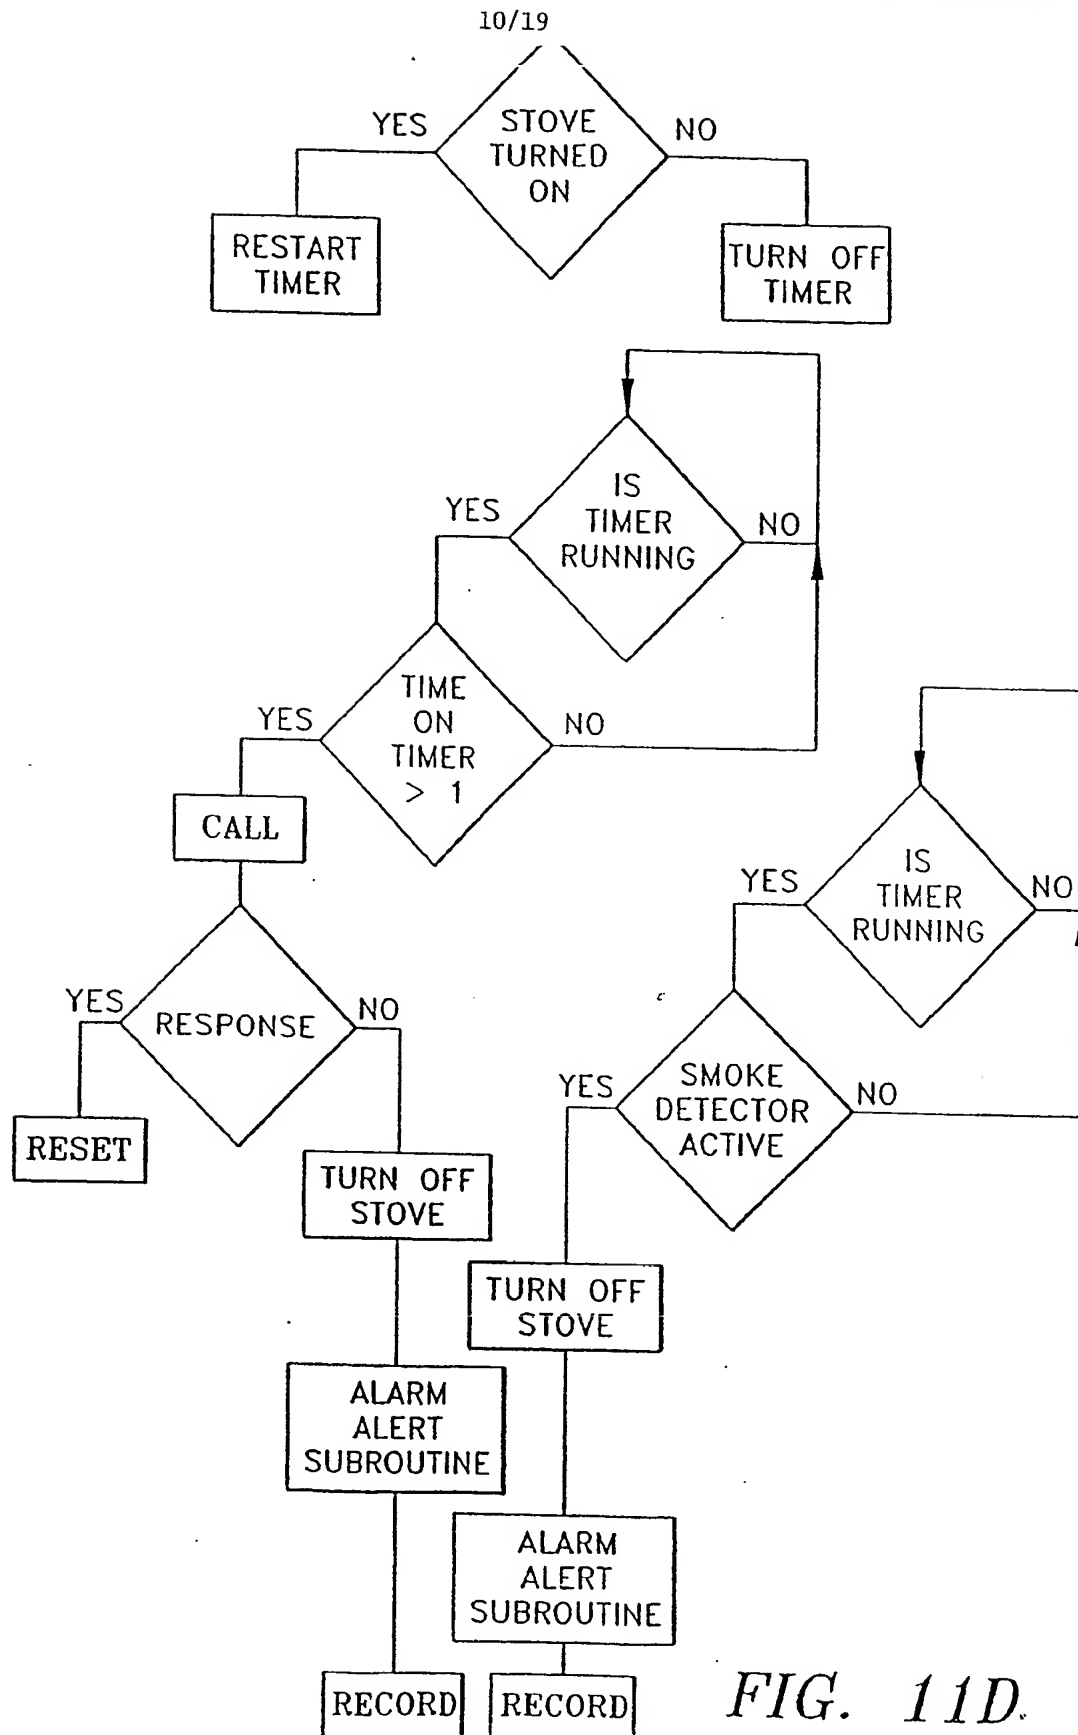 10/19
STOVE
TURNED
ON
YES
NO
RESTART
TIMER
TURN OFF
TIMER
IS
TIMER
RUNNING
YES
NO
TIME
ON
TIMER
> 1
YES
NO
CALL
IS
TIMER
RUNNING
YES
NO
RESPONSE
YES
NO
SMOKE
DETECTOR
ACTIVE
YES
NO
RESET
TURN OFF
STOVE
TURN OFF
STOVE
ALARM
ALERT
SUBROUTINE
ALARM
ALERT
SUBROUTINE
RECORD
RECORD
FIG. 11D.